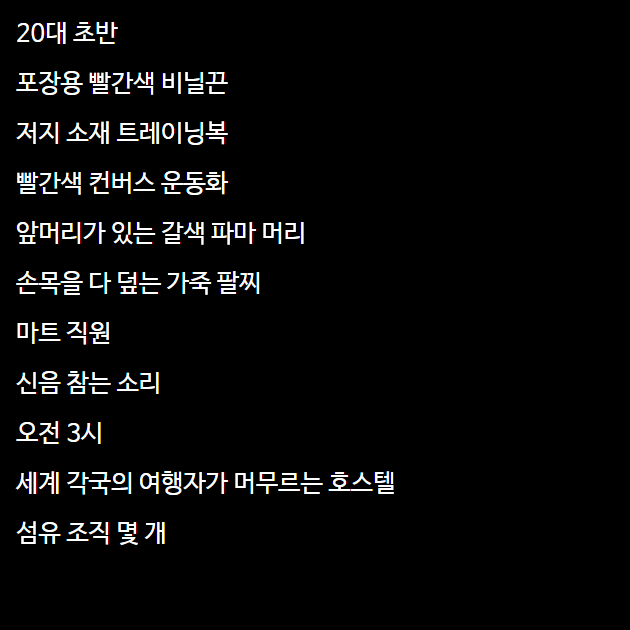 20대 초반
포장용 빨간색 비닐끈
저지 소재 트레이닝복
빨간색 컨버스 운동화
앞머리가 있는 갈색 파마 머리
손목을 다 덮는 가죽 팔찌
마트 직원
신음 참는 소리
오전 3시
세계 각국의 여행자가 머무르는 호스텔
섬유 조직 몇 개